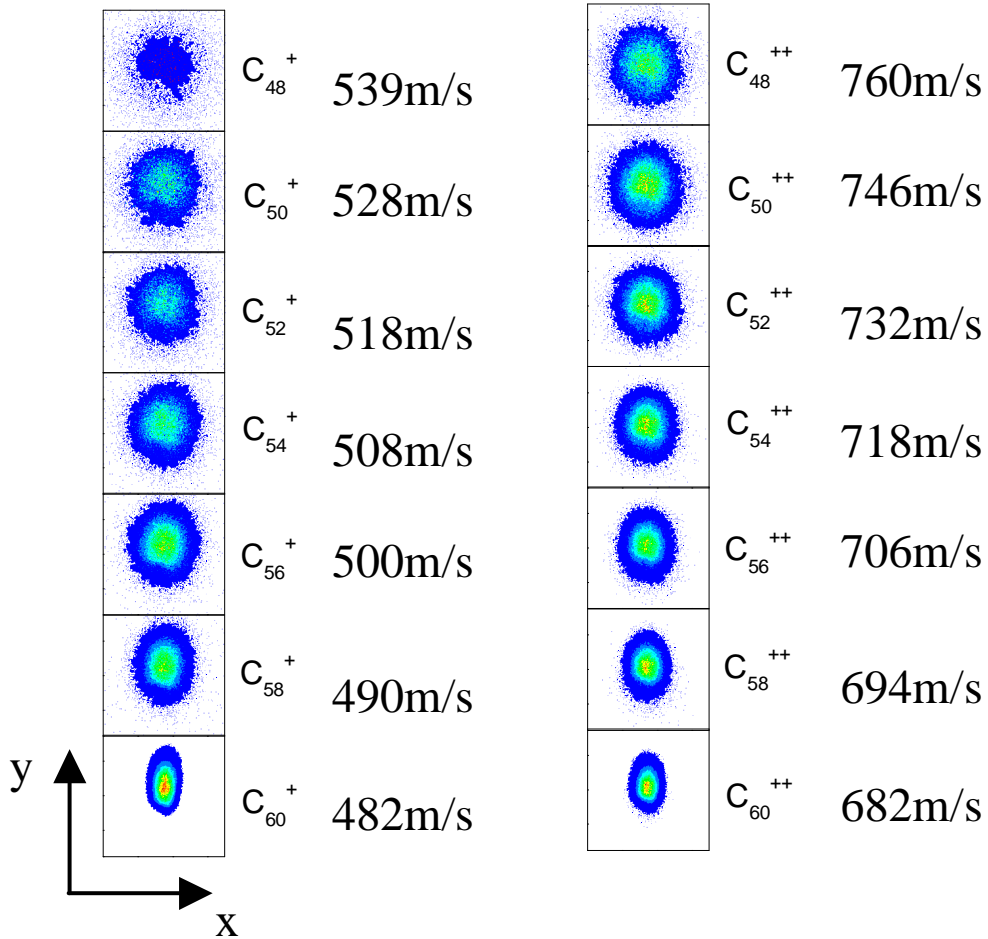 C48+ 539m/s
C50+ 528m/s
C52+ 518m/s
C54+ 508m/s
C56+ 500m/s
C58+ 490m/s
C60+ 482m/s
C48++ 760m/s
C50++ 746m/s
C52++ 732m/s
C54++ 718m/s
C56++ 706m/s
C58++ 694m/s
C60++ 682m/s
y
x